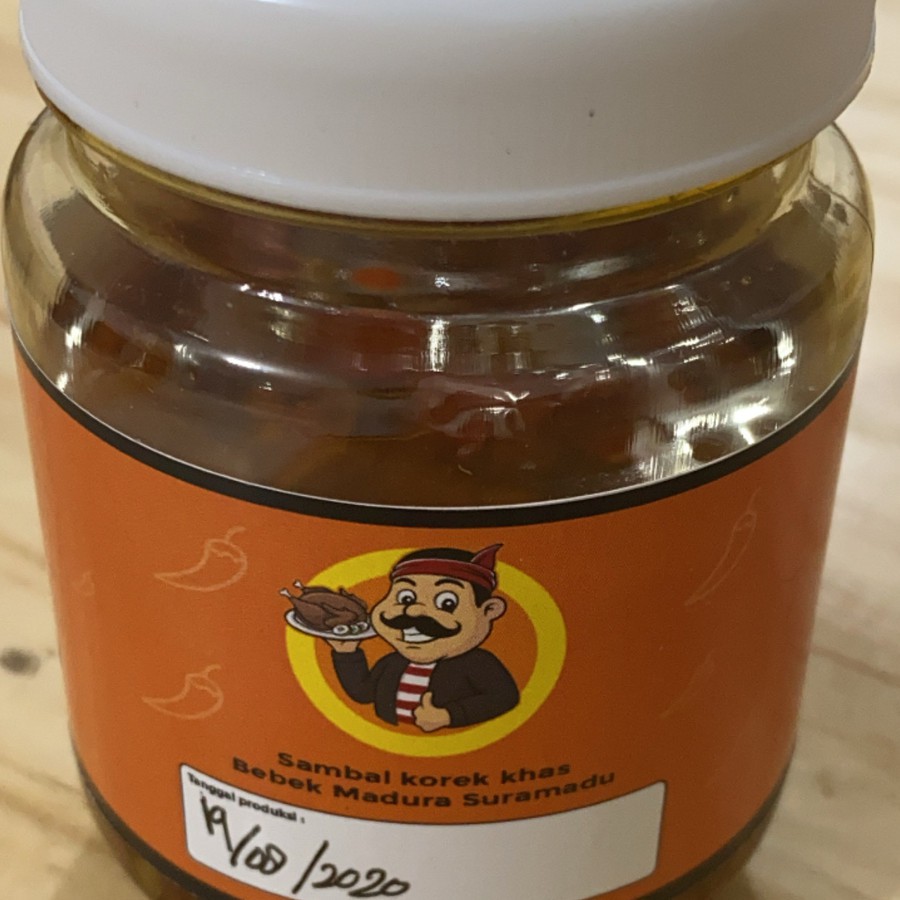 Sambal korek khas
Bebek Madura Suramadu
Tanggal produksi :
19/08/2020